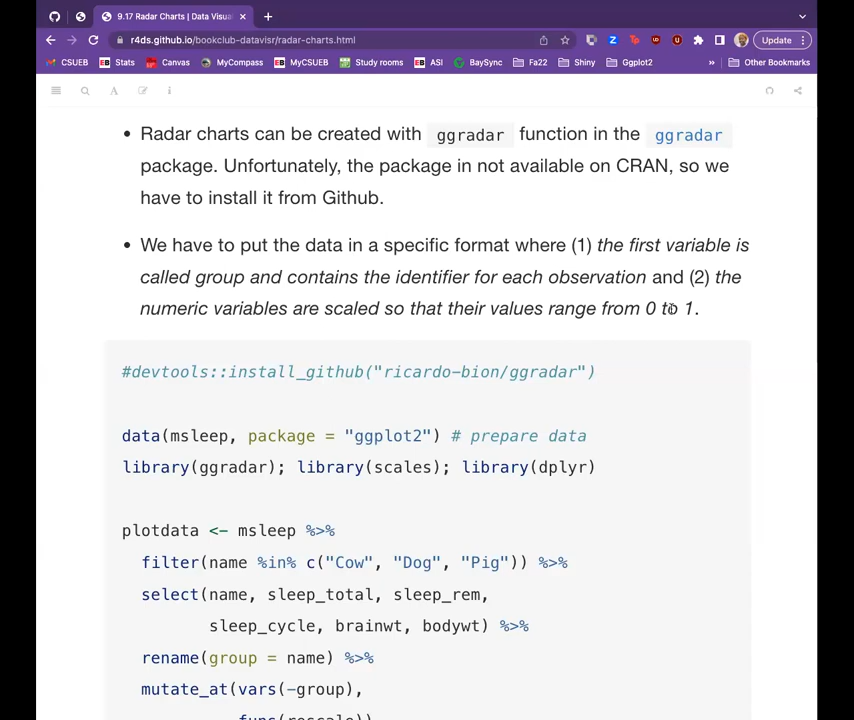 9.17 Radar Charts | Data Visua
r4ds.github.io/bookclub-datavisr/radar-charts.html
Update
CSUEB
EB Stats
Canvas
MyCompass
EB MyCSUEB
Study rooms
EB ASI
BaySync
Fa22
Shiny
Ggplot2
»
Other Bookmarks
• Radar charts can be created with ggradar function in the ggradar
package. Unfortunately, the package in not available on CRAN, so we
have to install it from Github.
• We have to put the data in a specific format where (1) the first variable is
called group and contains the identifier for each observation and (2) the
numeric variables are scaled so that their values range from 0 to 1.
#devtools::install_github("ricardo-bion/ggradar")
data(msleep, package = "ggplot2") # prepare data
library(ggradar); library(scales); library(dplyr)
plotdata <- msleep %>%
filter(name %in% c("Cow", "Dog", "Pig")) %>%
select(name, sleep_total, sleep_rem,
sleep_cycle, brainwt, bodywt) %>%
rename(group = name) %>%
mutate_at(vars(-group),
funs(rescale))